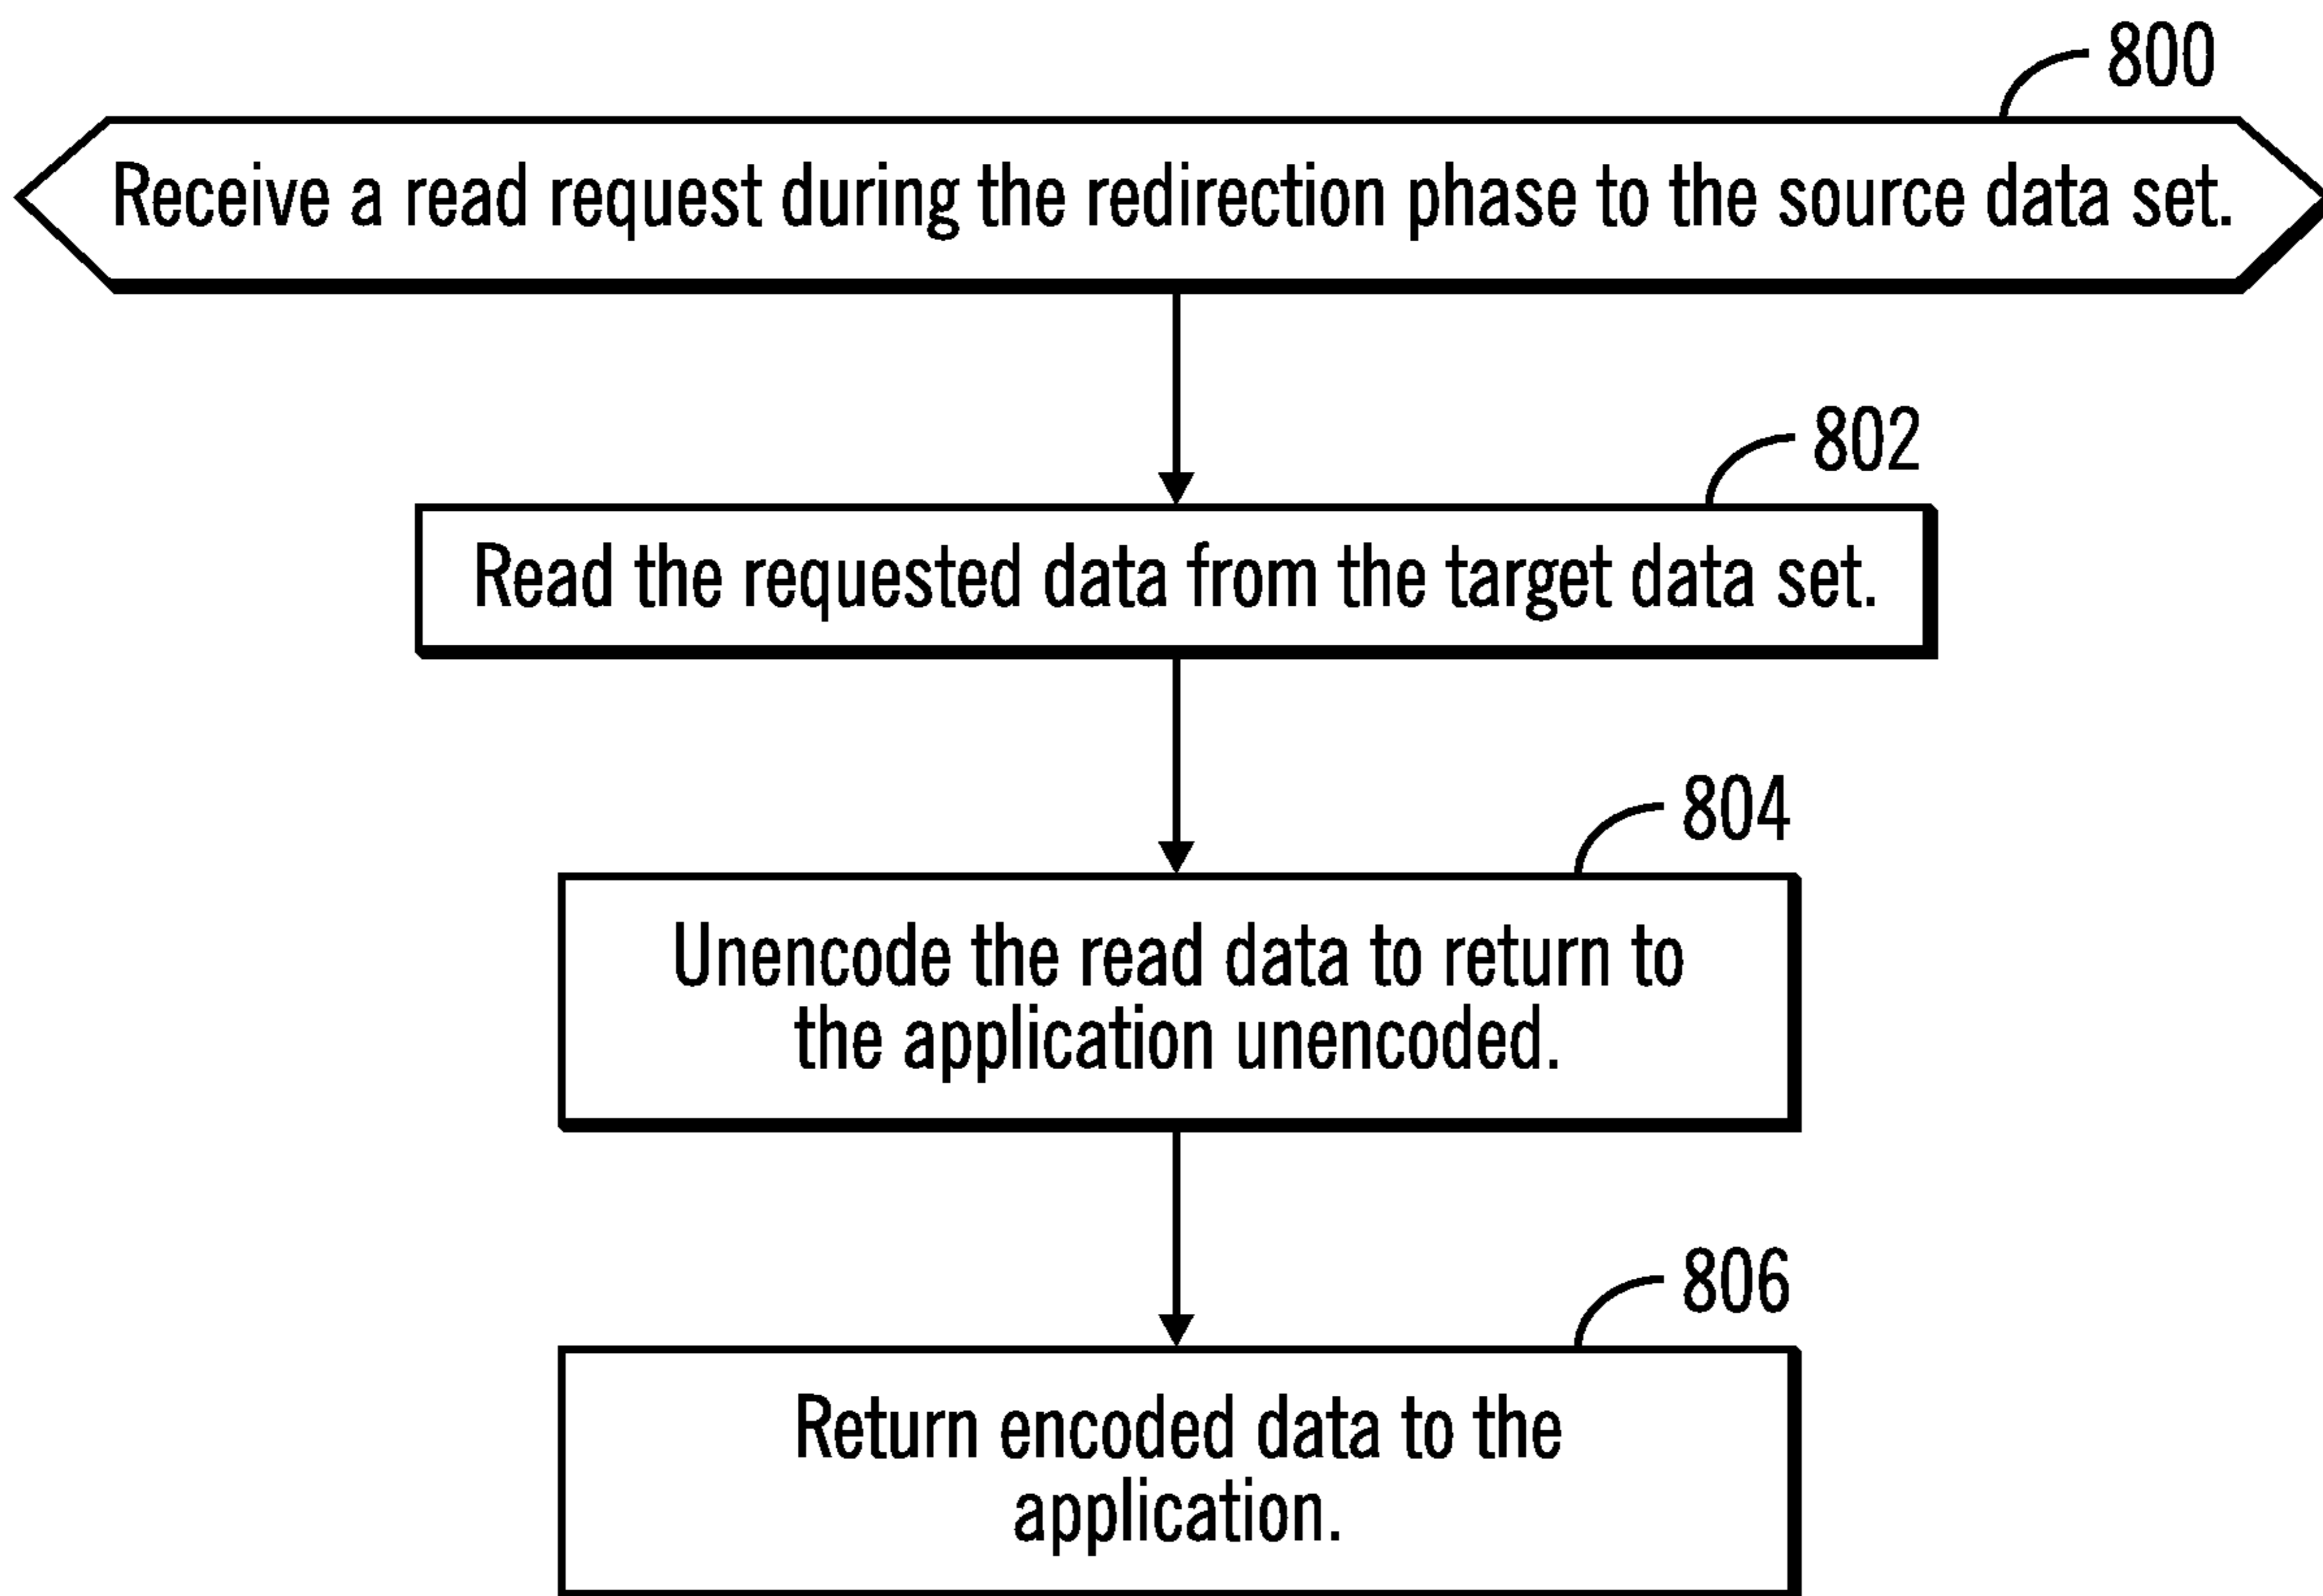 800
Receive a read request during the redirection phase to the source data set.
802
Read the requested data from the target data set.
804
Unencode the read data to return to
the application unencoded.
806
Return encoded data to the
application.